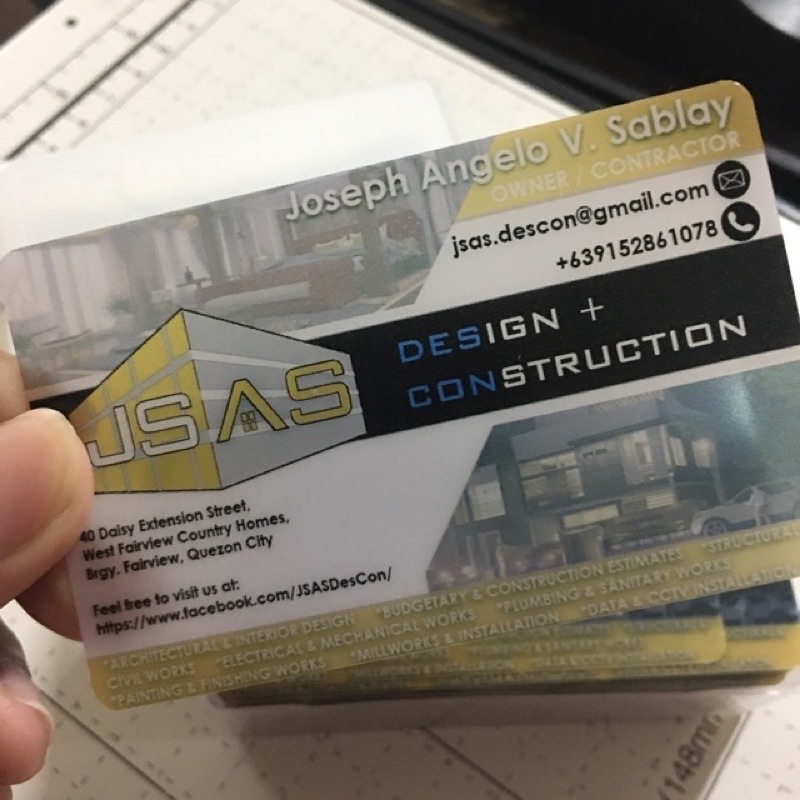 Joseph Angelo V. Sablay
OWNER / CONTRACTOR
jsas.descon@gmail.com
+639152861078
JSAS
DESIGN +
CONSTRUCTION
40 Daisy Extension Street,
West Fairview Country Homes,
Brgy. Fairview, Quezon City
Feel free to visit us at:
https://www.facebook.com/JSASDesCon/
*ARCHITECTURAL & INTERIOR DESIGN *BUDGETARY & CONSTRUCTION ESTIMATES *STRUCTURAL
CIVIL WORKS *ELECTRICAL & MECHANICAL WORKS *PLUMBING & SANITARY WORKS
*PAINTING & FINISHING WORKS *MILLWORKS & INSTALLATION *DATA & CCTV INSTALLATION
/148mm